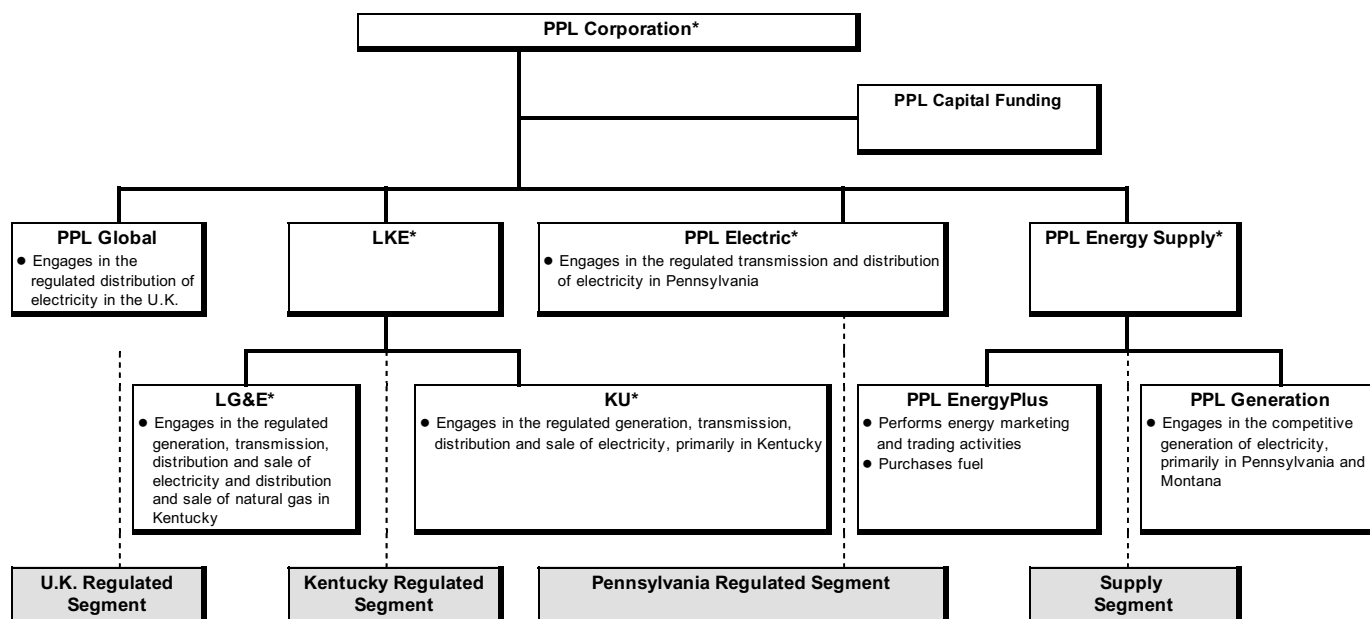 PPL Corporation*
PPL Capital Funding
PPL Global
● Engages in the
regulated distribution of
electricity in the U.K.
LKE*
PPL Electric*
● Engages in the regulated transmission and distribution
of electricity in Pennsylvania
PPL Energy Supply*
LG&E*
● Engages in the regulated
generation, transmission,
distribution and sale of
electricity and distribution
and sale of natural gas in
Kentucky
KU*
● Engages in the regulated generation, transmission,
distribution and sale of electricity, primarily in Kentucky
PPL EnergyPlus
● Performs energy marketing
and trading activities
● Purchases fuel
PPL Generation
● Engages in the competitive
generation of electricity,
primarily in Pennsylvania and
Montana
U.K. Regulated
Segment
Kentucky Regulated
Segment
Pennsylvania Regulated Segment
Supply
Segment